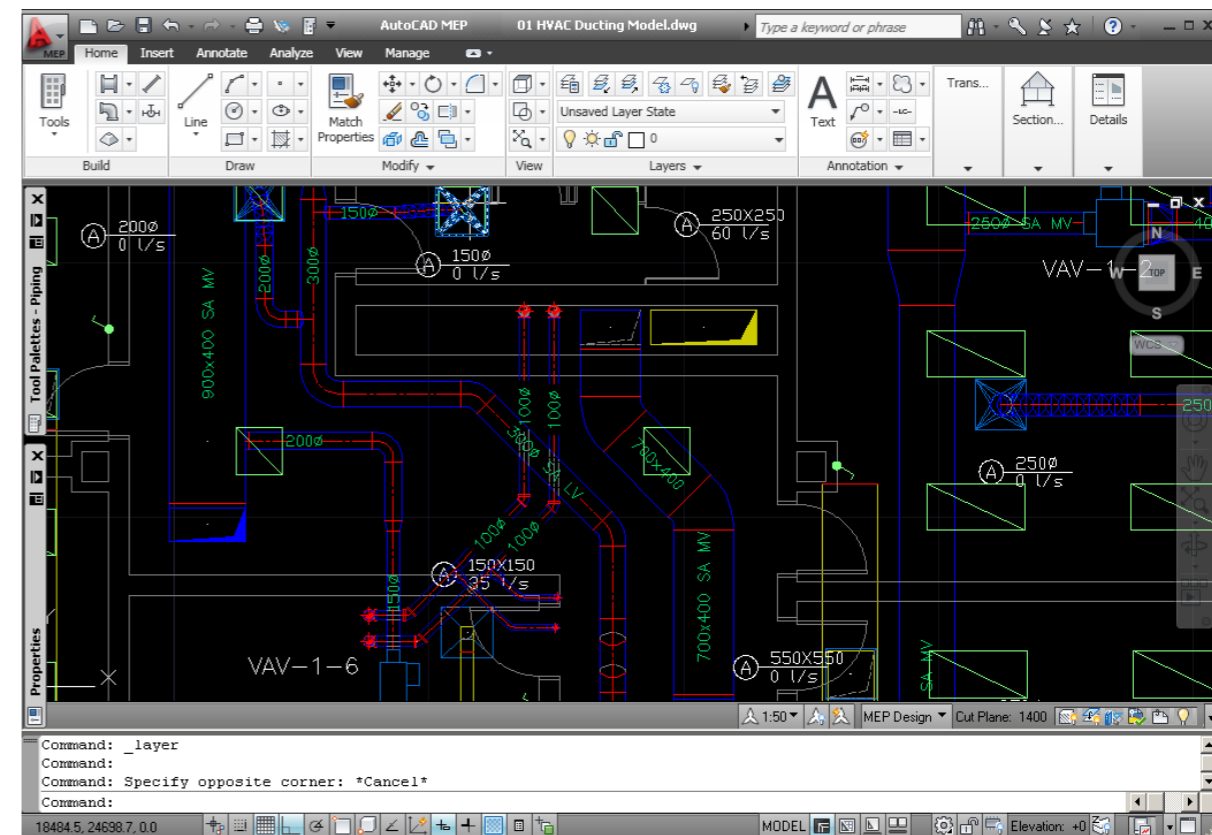 AutoCAD MEP 01 HVAC Ducting Model.dwg Type a keyword or phrase
MEP Home Insert Annotate Analyze View Manage
Tools
Line
Match
Properties
Unsaved Layer State
0
A
Text
-LC-
Trans...
Section...
Details
Build Draw Modify View Layers Annotation
Tool Palettes - Piping
Properties
A 200ø
0 l/s
150ø
200ø
300ø
900x400 SA MV
A 150ø
0 l/s
A 250X250
60 l/s
250ø SA MV
40
N
W
TOP
E
S
WCS
VAV-1-2
200ø
100ø
100ø
300ø SA LV
700x400
250
A 250ø
0 l/s
100ø
100ø
A 150X150
35 l/s
150ø
700x400 SA MV
VAV-1-6
A 550X550
0 l/s
SA MV
1:50 MEP Design Cut Plane: 1400
Command: _layer
Command:
Command: Specify opposite corner: *Cancel*
Command:
18484.5, 24698.7, 0.0 MODEL Elevation: +0